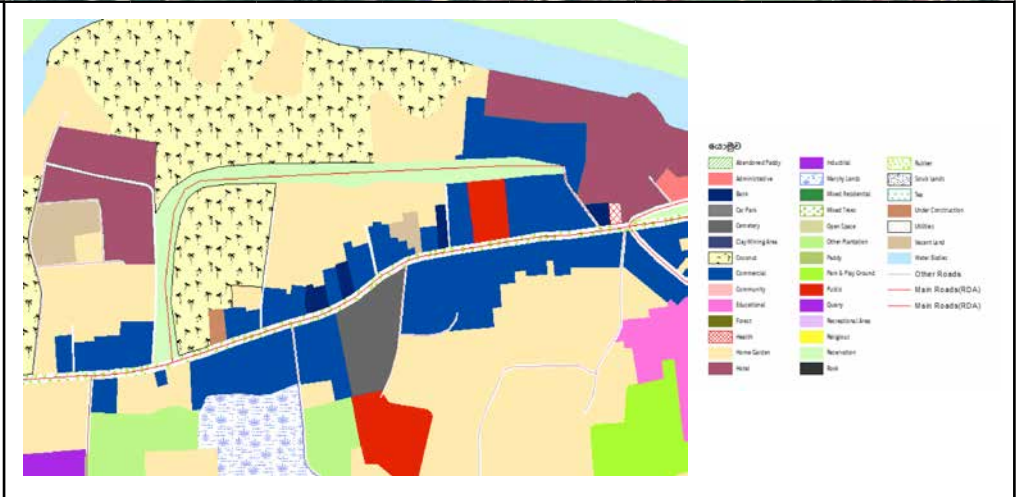 යොමුව
Abandoned Paddy
Administrative
Bank
Car Park
Cemetery
Clay Mining Area
Coconut
Commercial
Community
Educational
Forest
Health
Home Garden
Hotel
Industrial
Marshy Lands
Mixed Residential
Mixed Trees
Open Space
Other Plantation
Paddy
Park & Play Ground
Public
Quarry
Recreational Area
Religious
Reservation
Rock
Rubber
Scrub Lands
Tea
Under Construction
Utilities
Vacant Land
Water Bodies
Other Roads
Main Roads(RDA)
Main Roads(RDA)